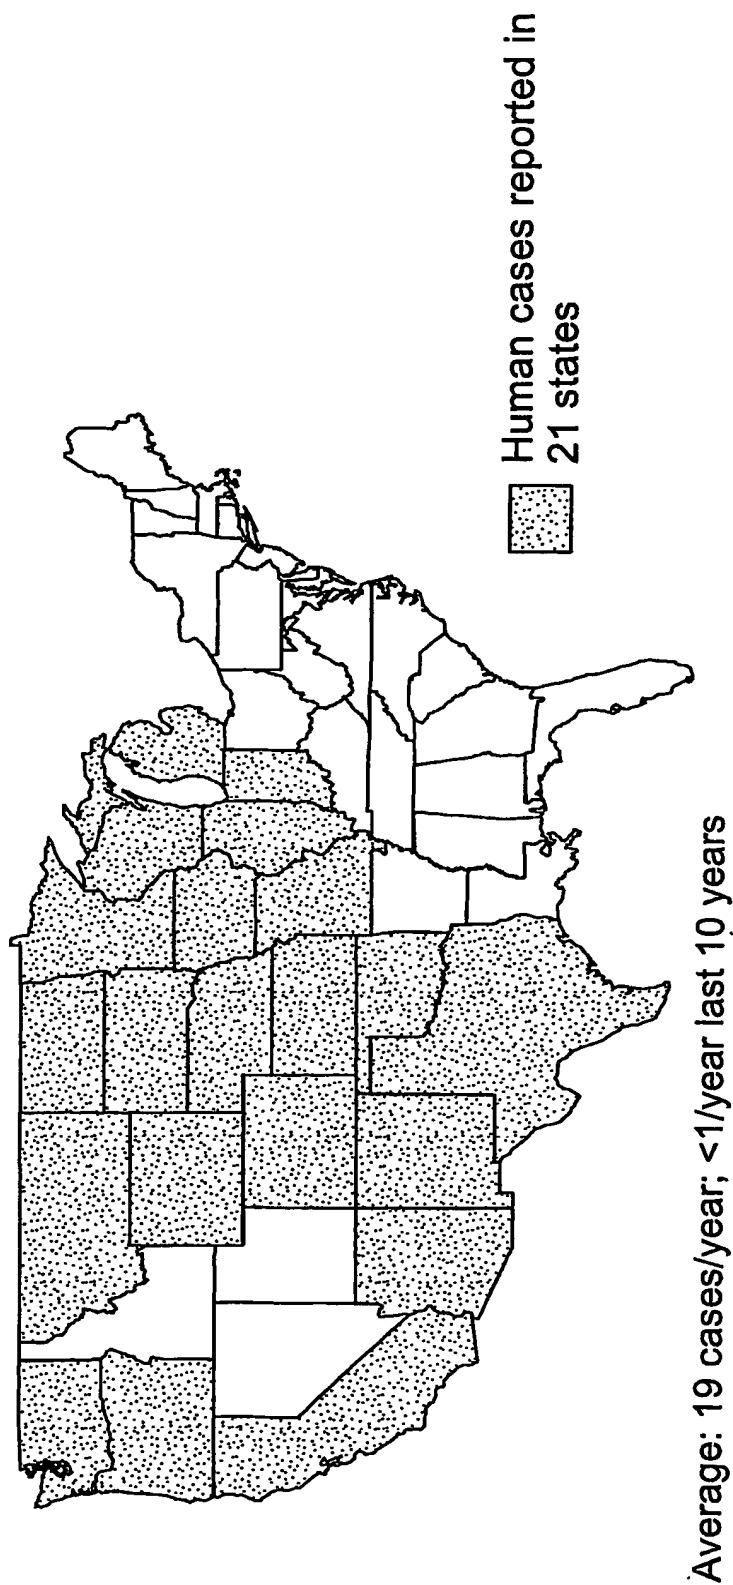 Human cases reported in
21 states
Average: 19 cases/year; <1/year last 10 years